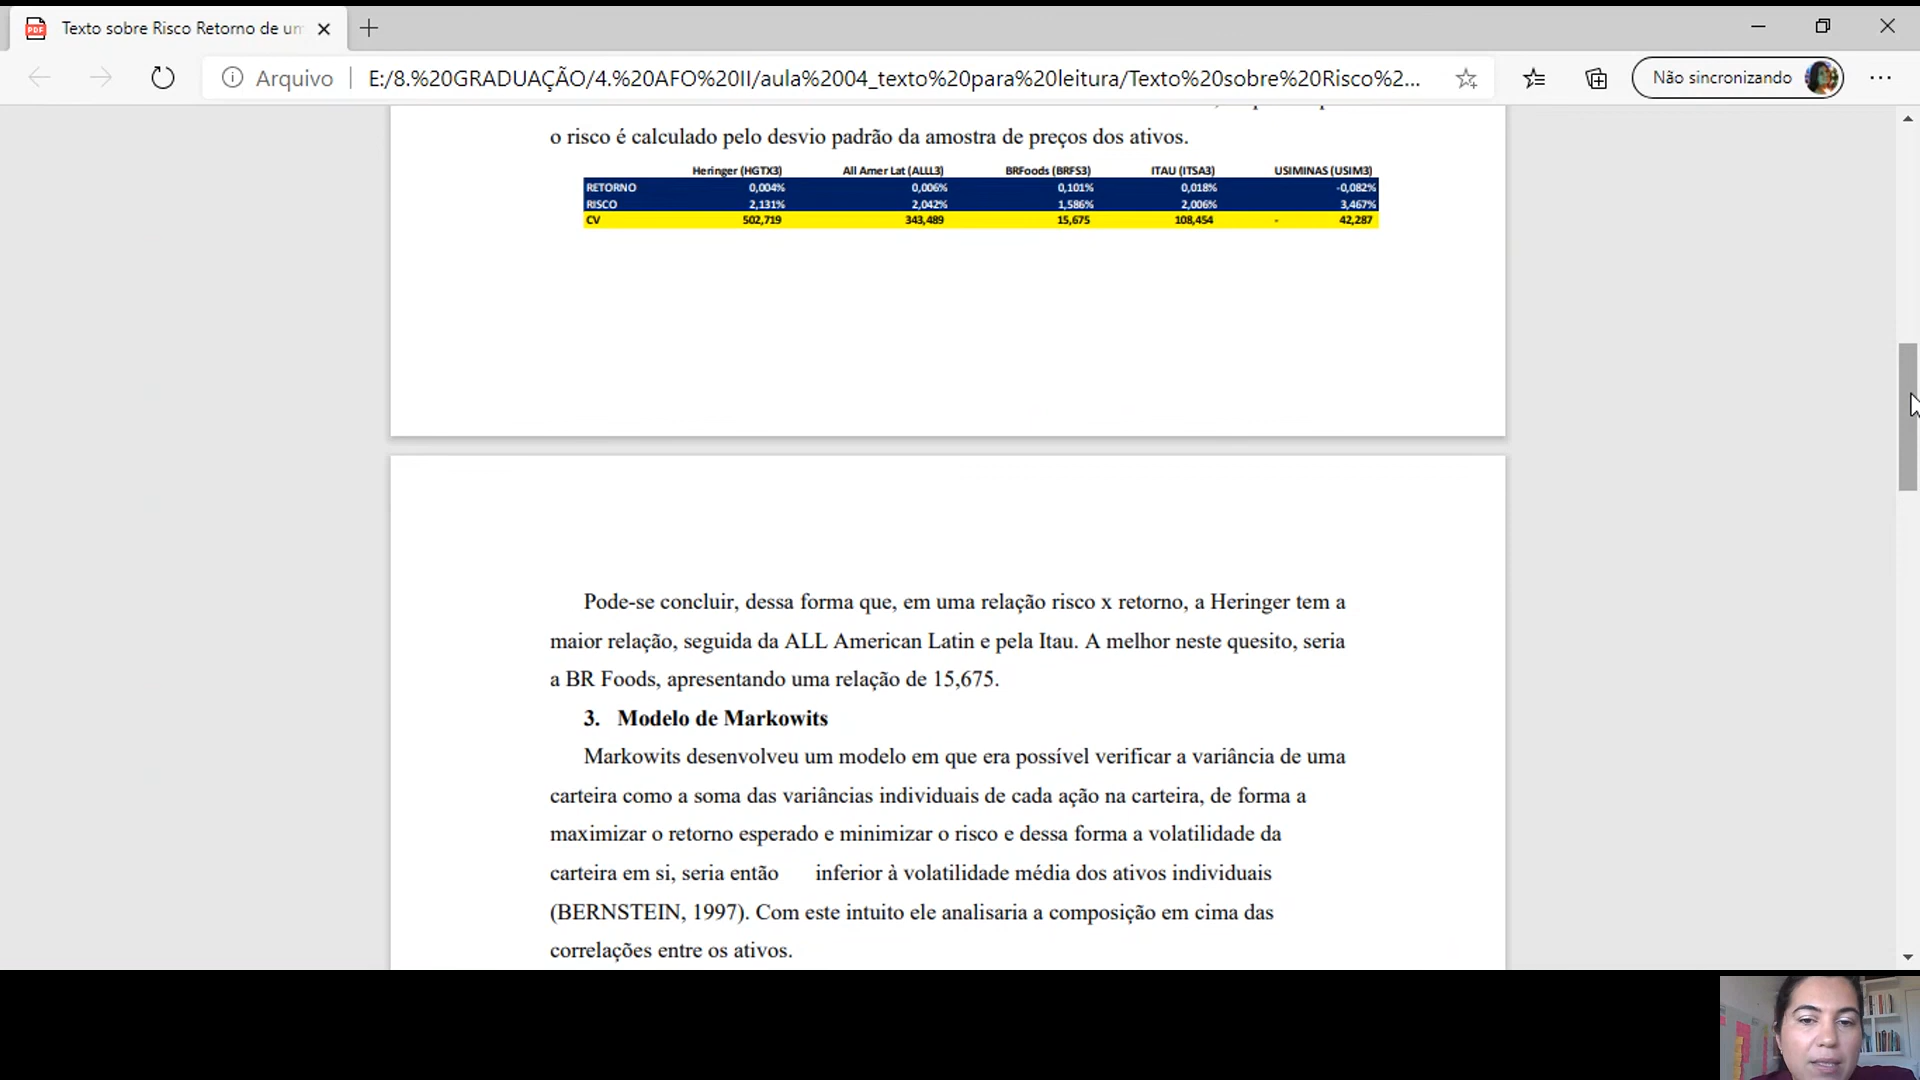 Texto sobre Risco Retorno de un
Arquivo
E:/8.%20GRADUAÇÃO/4.%20AFO%20II/aula%2004_texto%20para%20leitura/Texto%20sobre%20Risco%2...
Não sincronizando
o risco é calculado pelo desvio padrão da amostra de preços dos ativos.
Heringer (HGTX3) All Amer Lat (ALLL3) BRFoods (BRFS3) ITAU (ITSA3) USIMINAS (USIM3)
RETORNO 0,004% 0,006% 0,101% 0,018% -0,082%
RISCO 2,131% 2,042% 1,586% 2,006% 3,467%
CV 502,719 343,489 15,675 108,454 - 42,287
Pode-se concluir, dessa forma que, em uma relação risco x retorno, a Heringer tem a
maior relação, seguida da ALL American Latin e pela Itau. A melhor neste quesito, seria
a BR Foods, apresentando uma relação de 15,675.
3. Modelo de Markowits
Markowits desenvolveu um modelo em que era possível verificar a variância de uma
carteira como a soma das variâncias individuais de cada ação na carteira, de forma a
maximizar o retorno esperado e minimizar o risco e dessa forma a volatilidade da
carteira em si, seria então inferior à volatilidade média dos ativos individuais
(BERNSTEIN, 1997). Com este intuito ele analisaria a composição em cima das
correlações entre os ativos.